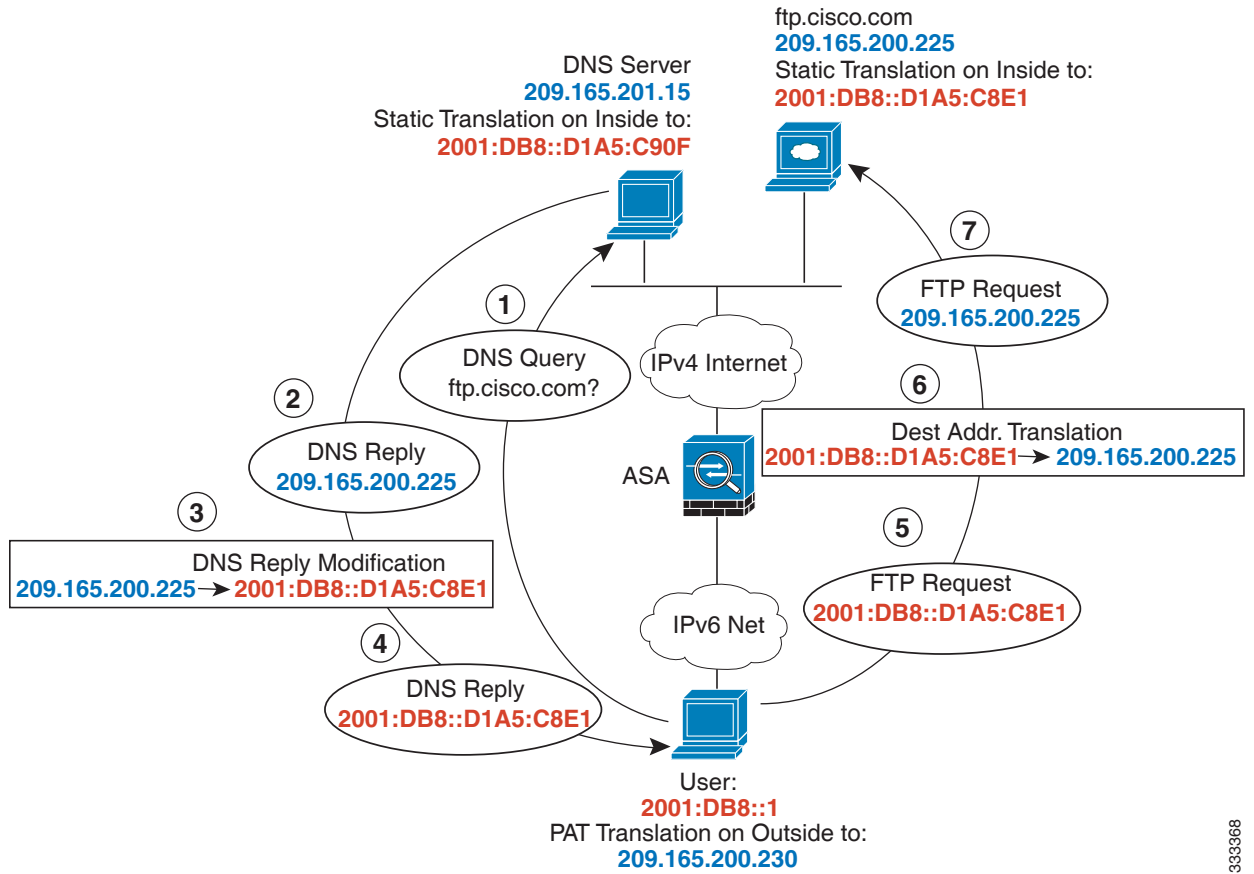 ftp.cisco.com
209.165.200.225
Static Translation on Inside to:
2001:DB8::D1A5:C8E1
DNS Server
209.165.201.15
Static Translation on Inside to:
2001:DB8::D1A5:C90F
1
DNS Query
ftp.cisco.com?
2
DNS Reply
209.165.200.225
3
DNS Reply Modification
209.165.200.225 → 2001:DB8::D1A5:C8E1
4
DNS Reply
2001:DB8::D1A5:C8E1
IPv4 Internet
ASA
IPv6 Net
7
FTP Request
209.165.200.225
6
Dest Addr. Translation
2001:DB8::D1A5:C8E1 → 209.165.200.225
5
FTP Request
2001:DB8::D1A5:C8E1
User:
2001:DB8::1
PAT Translation on Outside to:
209.165.200.230
333368